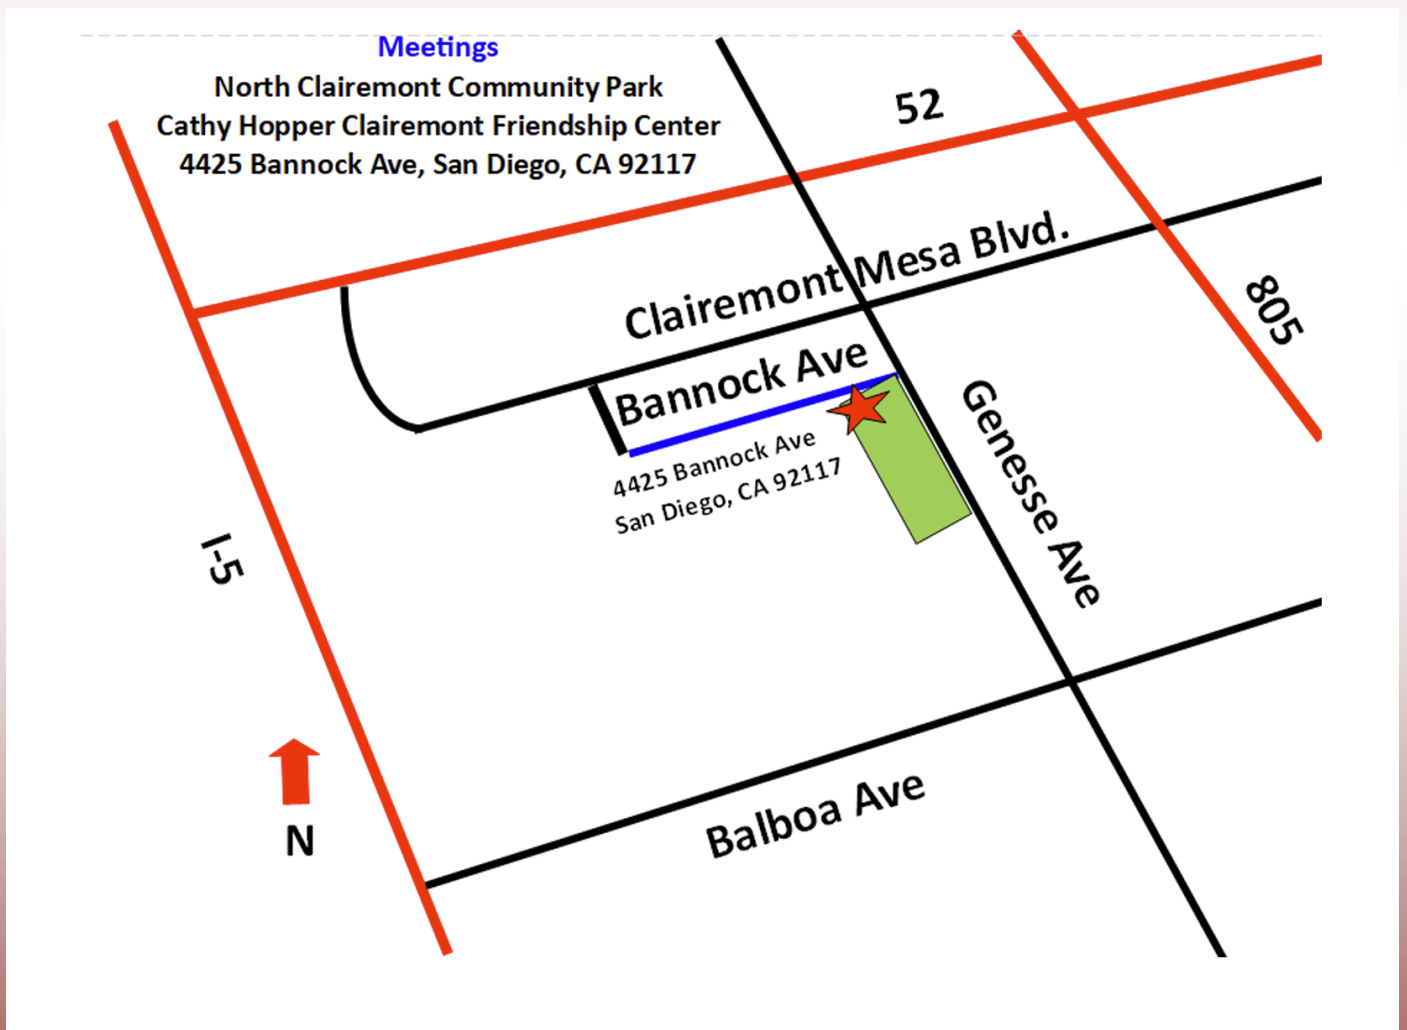 Meetings
North Clairemont Community Park
Cathy Hopper Clairemont Friendship Center
4425 Bannock Ave, San Diego, CA 92117
52
Clairemont Mesa Blvd.
805
Bannock Ave
4425 Bannock Ave
San Diego, CA 92117
Genesse Ave
I-5
Balboa Ave
N